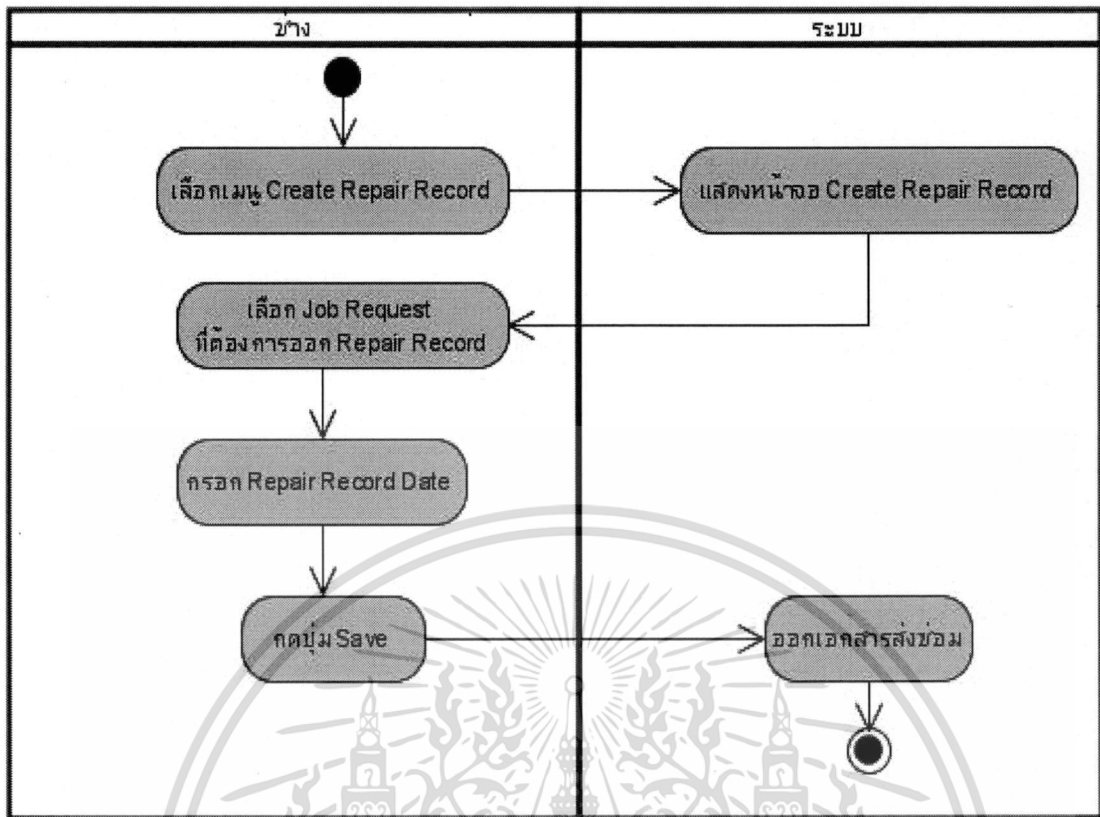 ช่าง
ระบบ
เลือกเมนู Create Repair Record
แสดงหน้าจอ Create Repair Record
เลือก Job Request
ที่ต้องการออก Repair Record
กรอก Repair Record Date
กดปุ่ม Save
ออกเอกสารส่งซ่อม